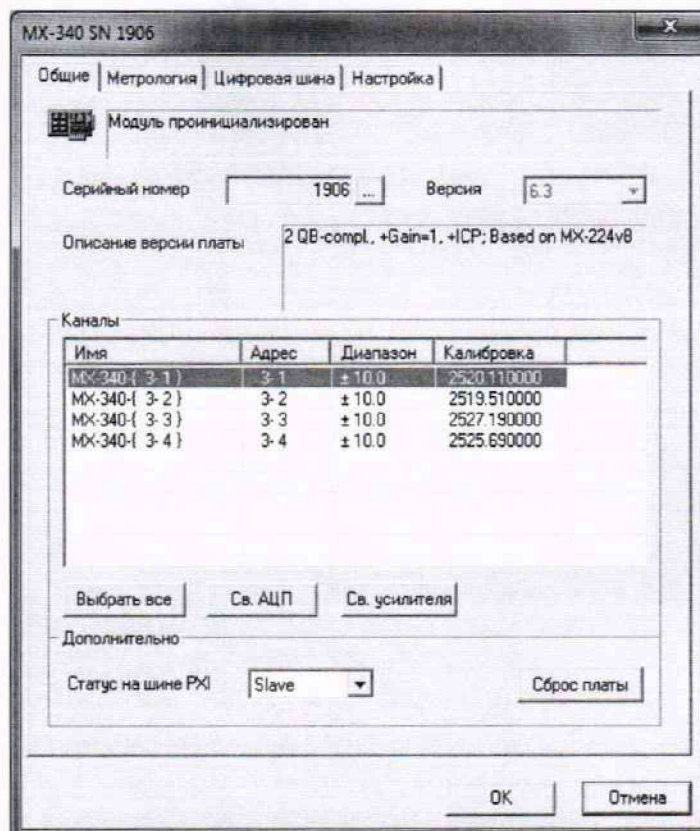 MX-340 SN 1906
Общие Метрология Цифровая шина Настройка
Модуль проинициализирован
Серийный номер 1906 ... Версия 6.3
Описание версии платы 2 QB-compl., +Gain=1, +ICP; Based on MX-224v8
Каналы
Имя Адрес Диапазон Калибровка
MX-340-{ 3- 1 } 3- 1 ± 10.0 2520.110000
MX-340-{ 3- 2 } 3- 2 ± 10.0 2519.510000
MX-340-{ 3- 3 } 3- 3 ± 10.0 2527.190000
MX-340-{ 3- 4 } 3- 4 ± 10.0 2525.690000
Выбрать все Св. АЦП Св. усилителя
Дополнительно
Статус на шине PXI Slave Сброс платы
OK Отмена